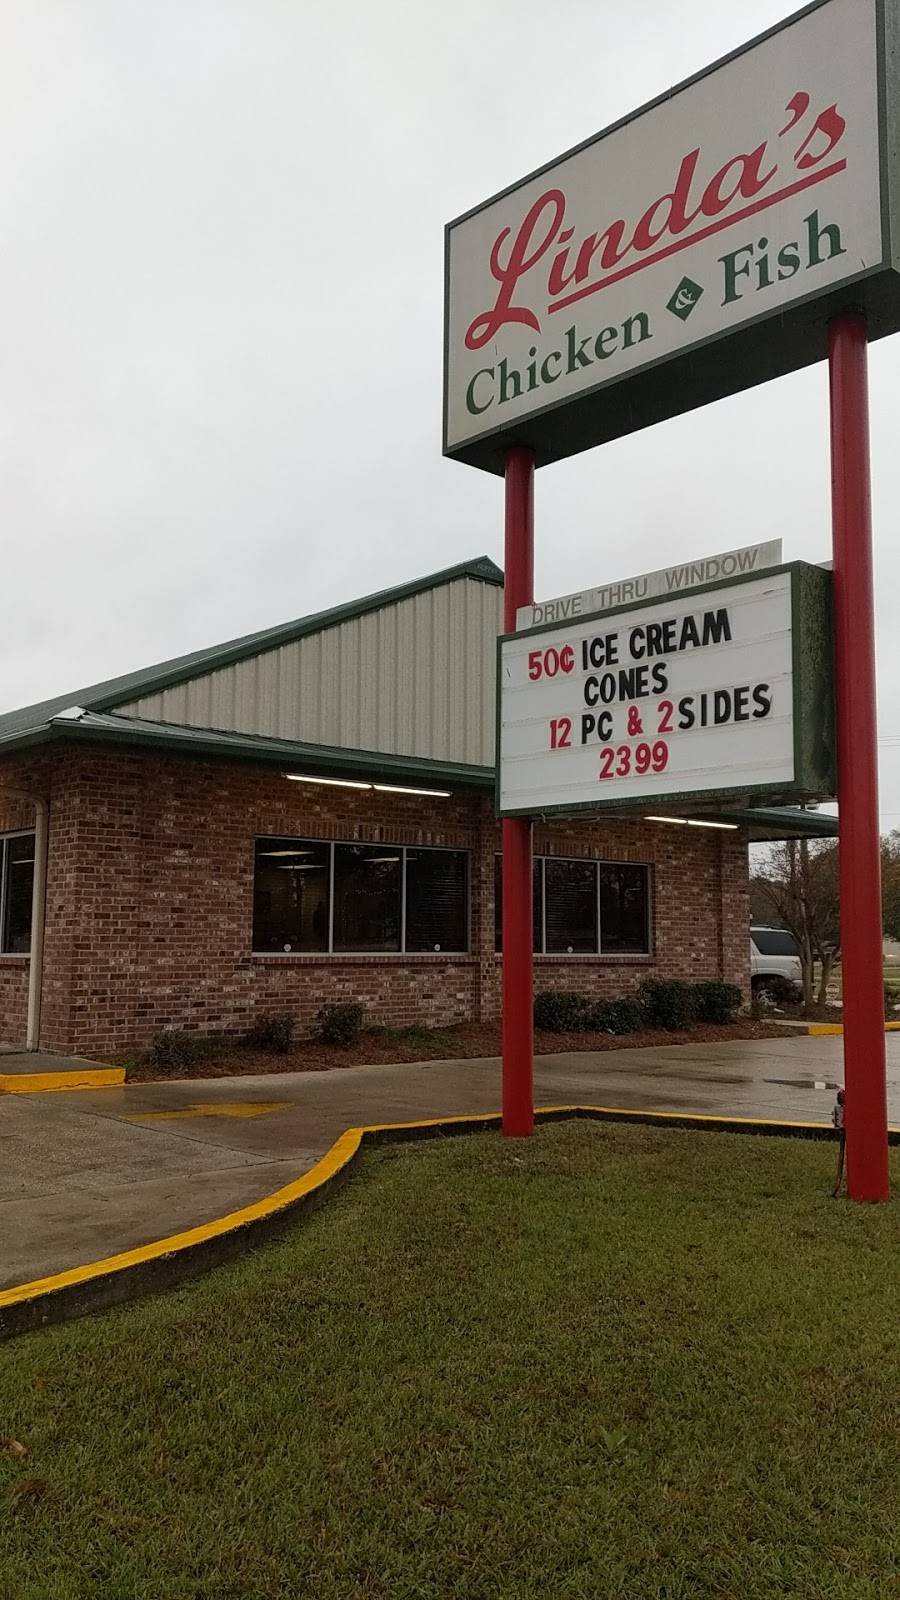 Linda's
Chicken & Fish
DRIVE THRU WINDOW
50¢ ICE CREAM
CONES
12 PC & 2 SIDES
2399